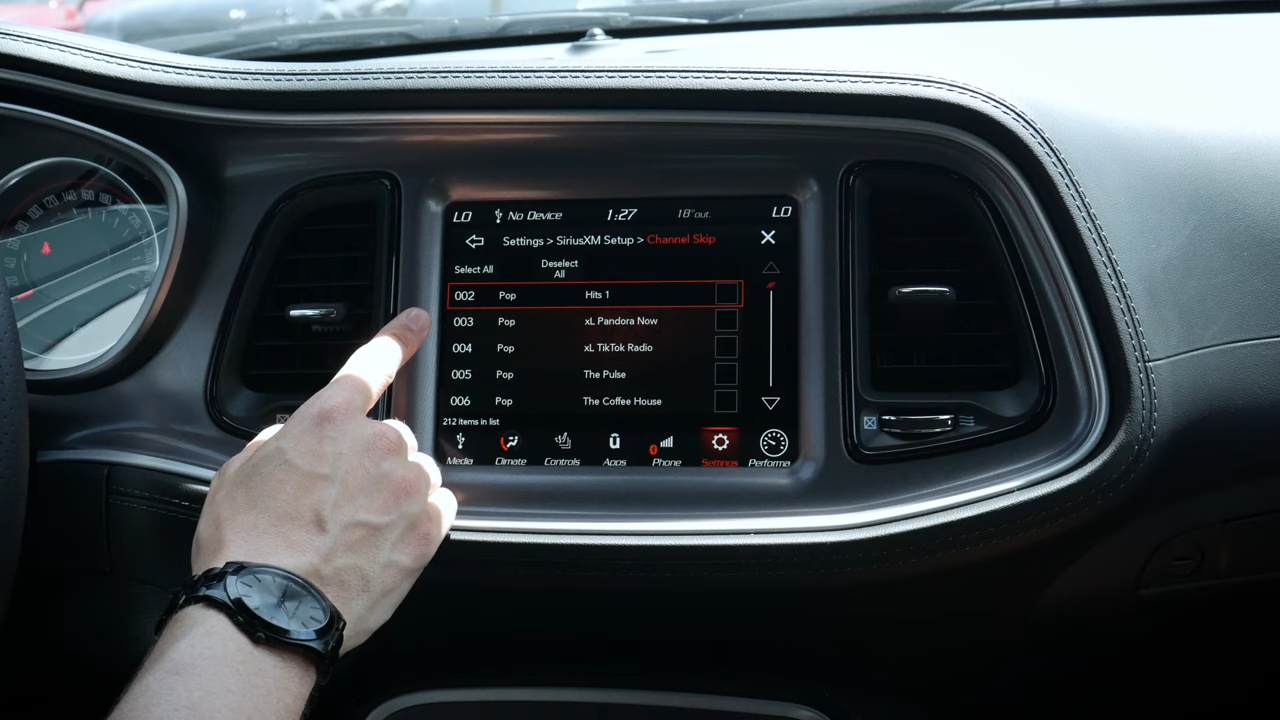 LO No Device 1:27 18°out. LO
Settings > SiriusXM Setup > Channel Skip
Select All
Deselect
All
002 Pop Hits 1
003 Pop xL Pandora Now
004 Pop xL TikTok Radio
005 Pop The Pulse
006 Pop The Coffee House
212 items in list
Media Climate Controls Apps Phone Settings Performa